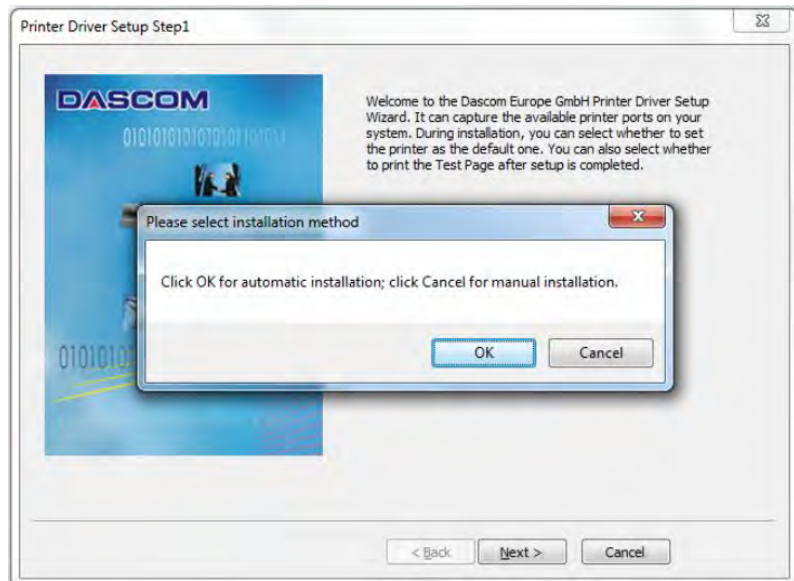 Printer Driver Setup Step1
DASCOM
Welcome to the Dascom Europe GmbH Printer Driver Setup
Wizard. It can capture the available printer ports on your
system. During installation, you can select whether to set
the printer as the default one. You can also select whether
to print the Test Page after setup is completed.
Please select installation method
Click OK for automatic installation; click Cancel for manual installation.
OK
Cancel
< Back
Next >
Cancel